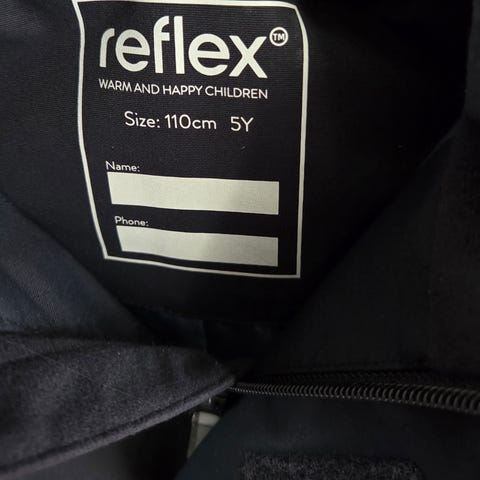 reflex™
WARM AND HAPPY CHILDREN
Size: 110cm 5Y
Name:
Phone: